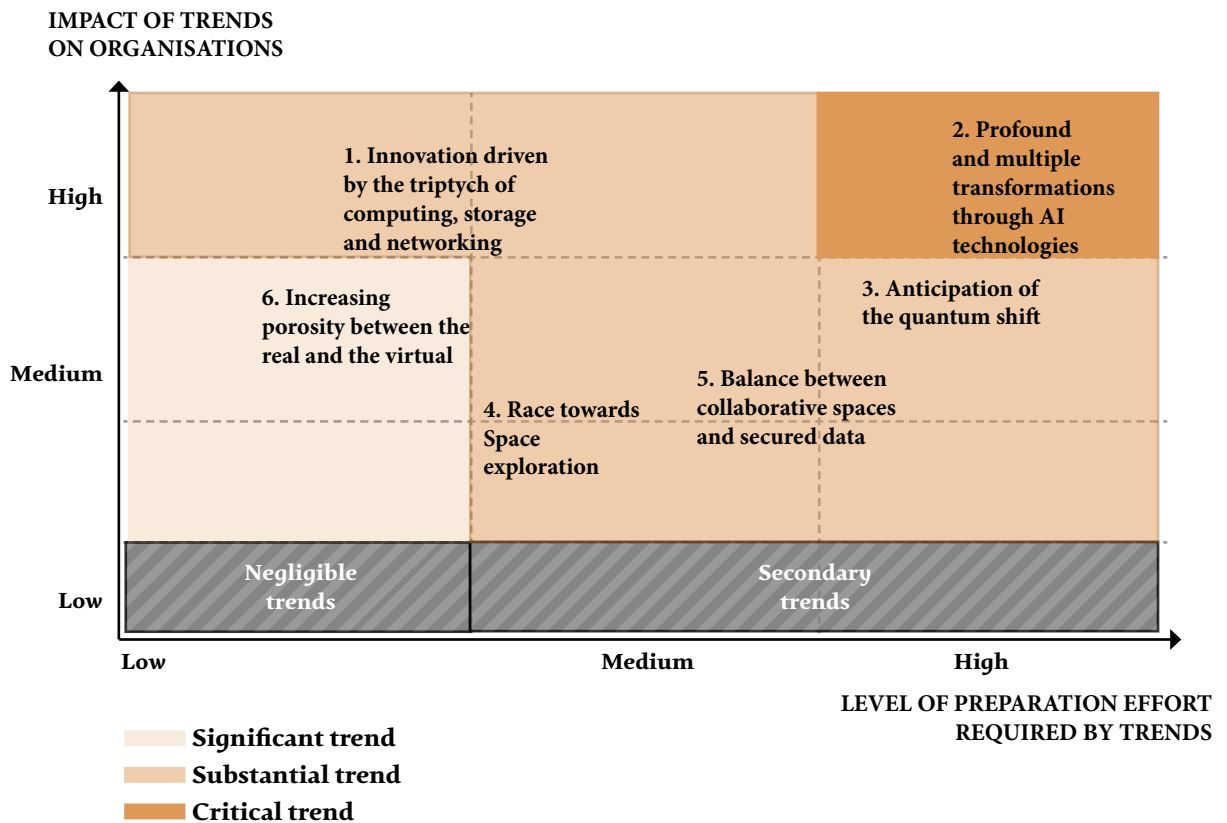 IMPACT OF TRENDS
ON ORGANISATIONS
High
Medium
Low
1. Innovation driven
by the triptych of
computing, storage
and networking
2. Profound
and multiple
transformations
through AI
technologies
6. Increasing
porosity between the
real and the virtual
3. Anticipation of
the quantum shift
4. Race towards
Space
exploration
5. Balance between
collaborative spaces
and secured data
Negligible
trends
Secondary
trends
Low
Medium
High
LEVEL OF PREPARATION EFFORT
REQUIRED BY TRENDS
Significant trend
Substantial trend
Critical trend